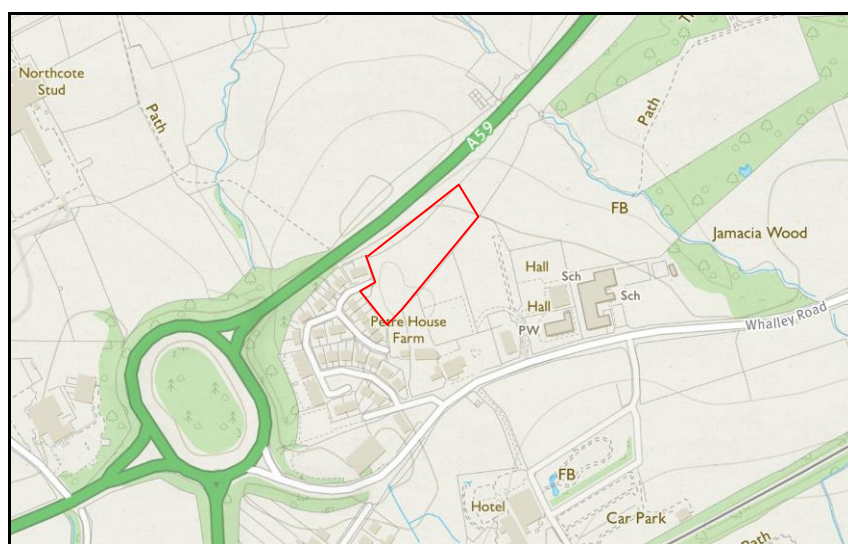 Northcote
Stud
Path
A59
Path
FB
Jamacia Wood
Hall
Sch
Hall
Sch
PW
Petre House
Farm
Whalley Road
Hotel
FB
Car Park
Path